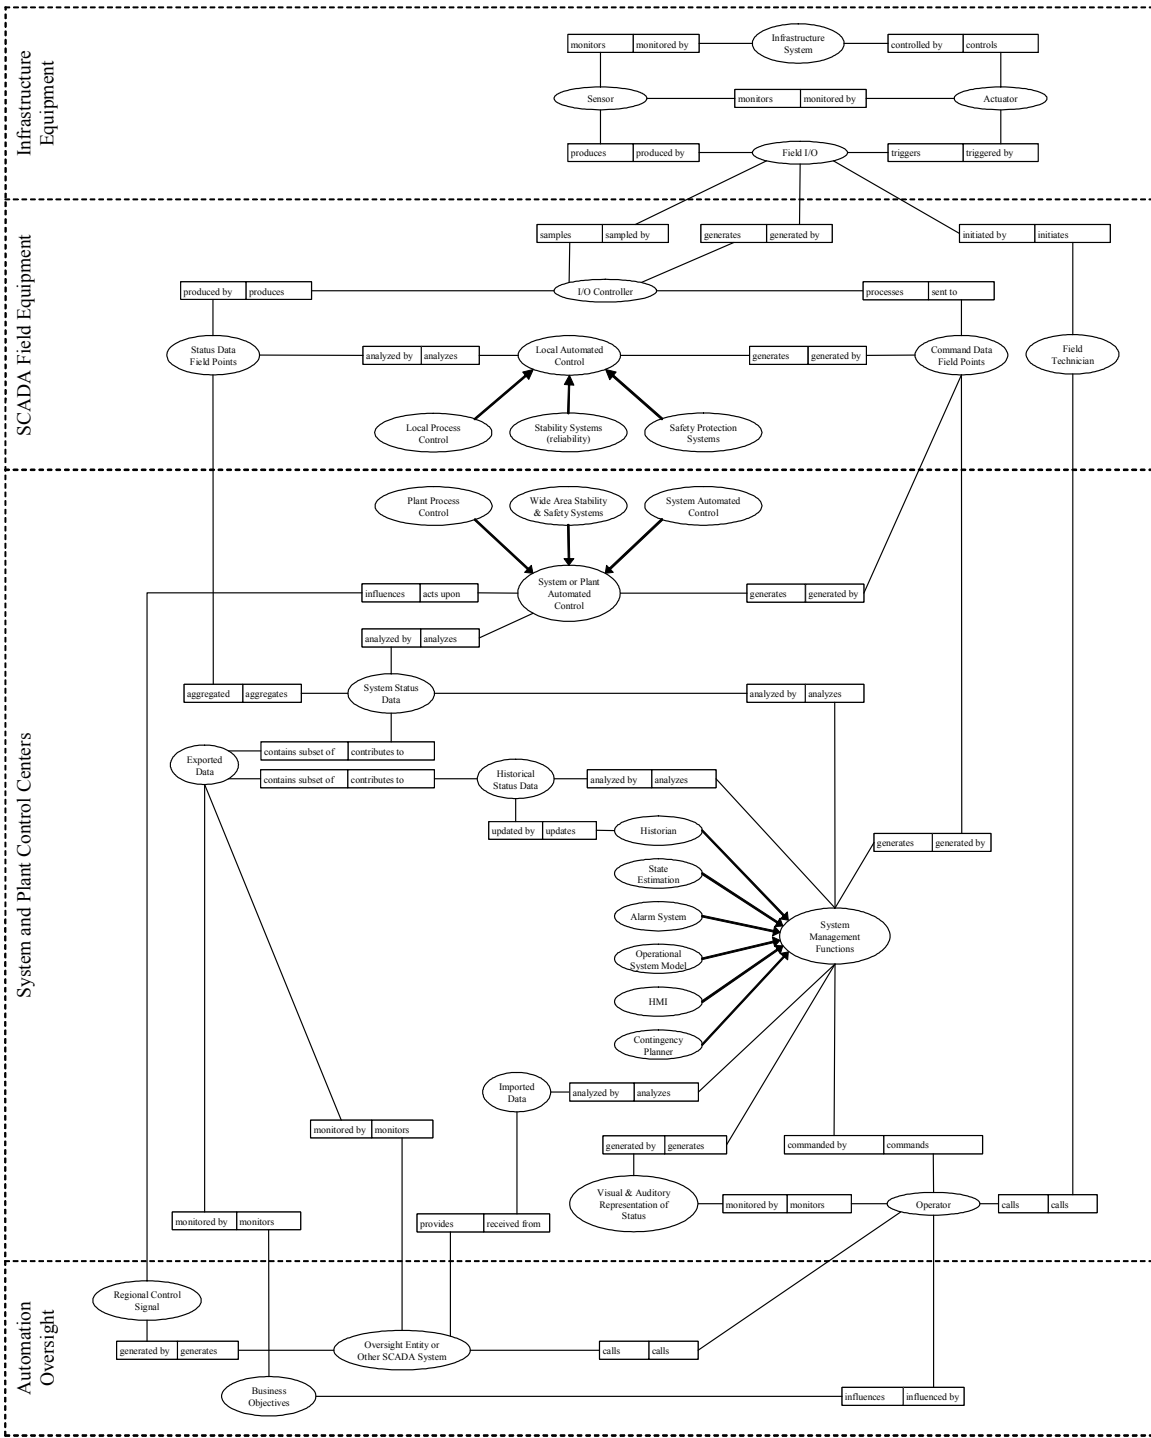 Infrastructure
Equipment
monitors monitored by
Infrastructure
System
controlled by controls
Sensor
monitors monitored by
Actuator
produces produced by
Field I/O
triggers triggered by
SCADA Field Equipment
samples sampled by
generates generated by
initiated by initiates
produced by produces
I/O Controller
processes sent to
Status Data
Field Points
analyzed by analyzes
Local Automated
Control
generates generated by
Command Data
Field Points
Field
Technician
Local Process
Control
Stability Systems
(reliability)
Safety Protection
Systems
System and Plant Control Centers
Plant Process
Control
Wide Area Stability
& Safety Systems
System Automated
Control
influences acts upon
System or Plant
Automated
Control
generates generated by
analyzed by analyzes
aggregated aggregates
System Status
Data
analyzed by analyzes
Exported
Data
contains subset of contributes to
contains subset of contributes to
Historical
Status Data
analyzed by analyzes
updated by updates
Historian
generates generated by
State
Estimation
Alarm System
System
Management
Functions
Operational
System Model
HMI
Contingency
Planner
Imported
Data
analyzed by analyzes
monitored by monitors
generated by generates
commanded by commands
Visual & Auditory
Representation of
Status
monitored by monitors
Operator
calls calls
monitored by monitors
provides received from
Automation
Oversight
Regional Control
Signal
generated by generates
Oversight Entity or
Other SCADA System
calls calls
Business
Objectives
influences influenced by